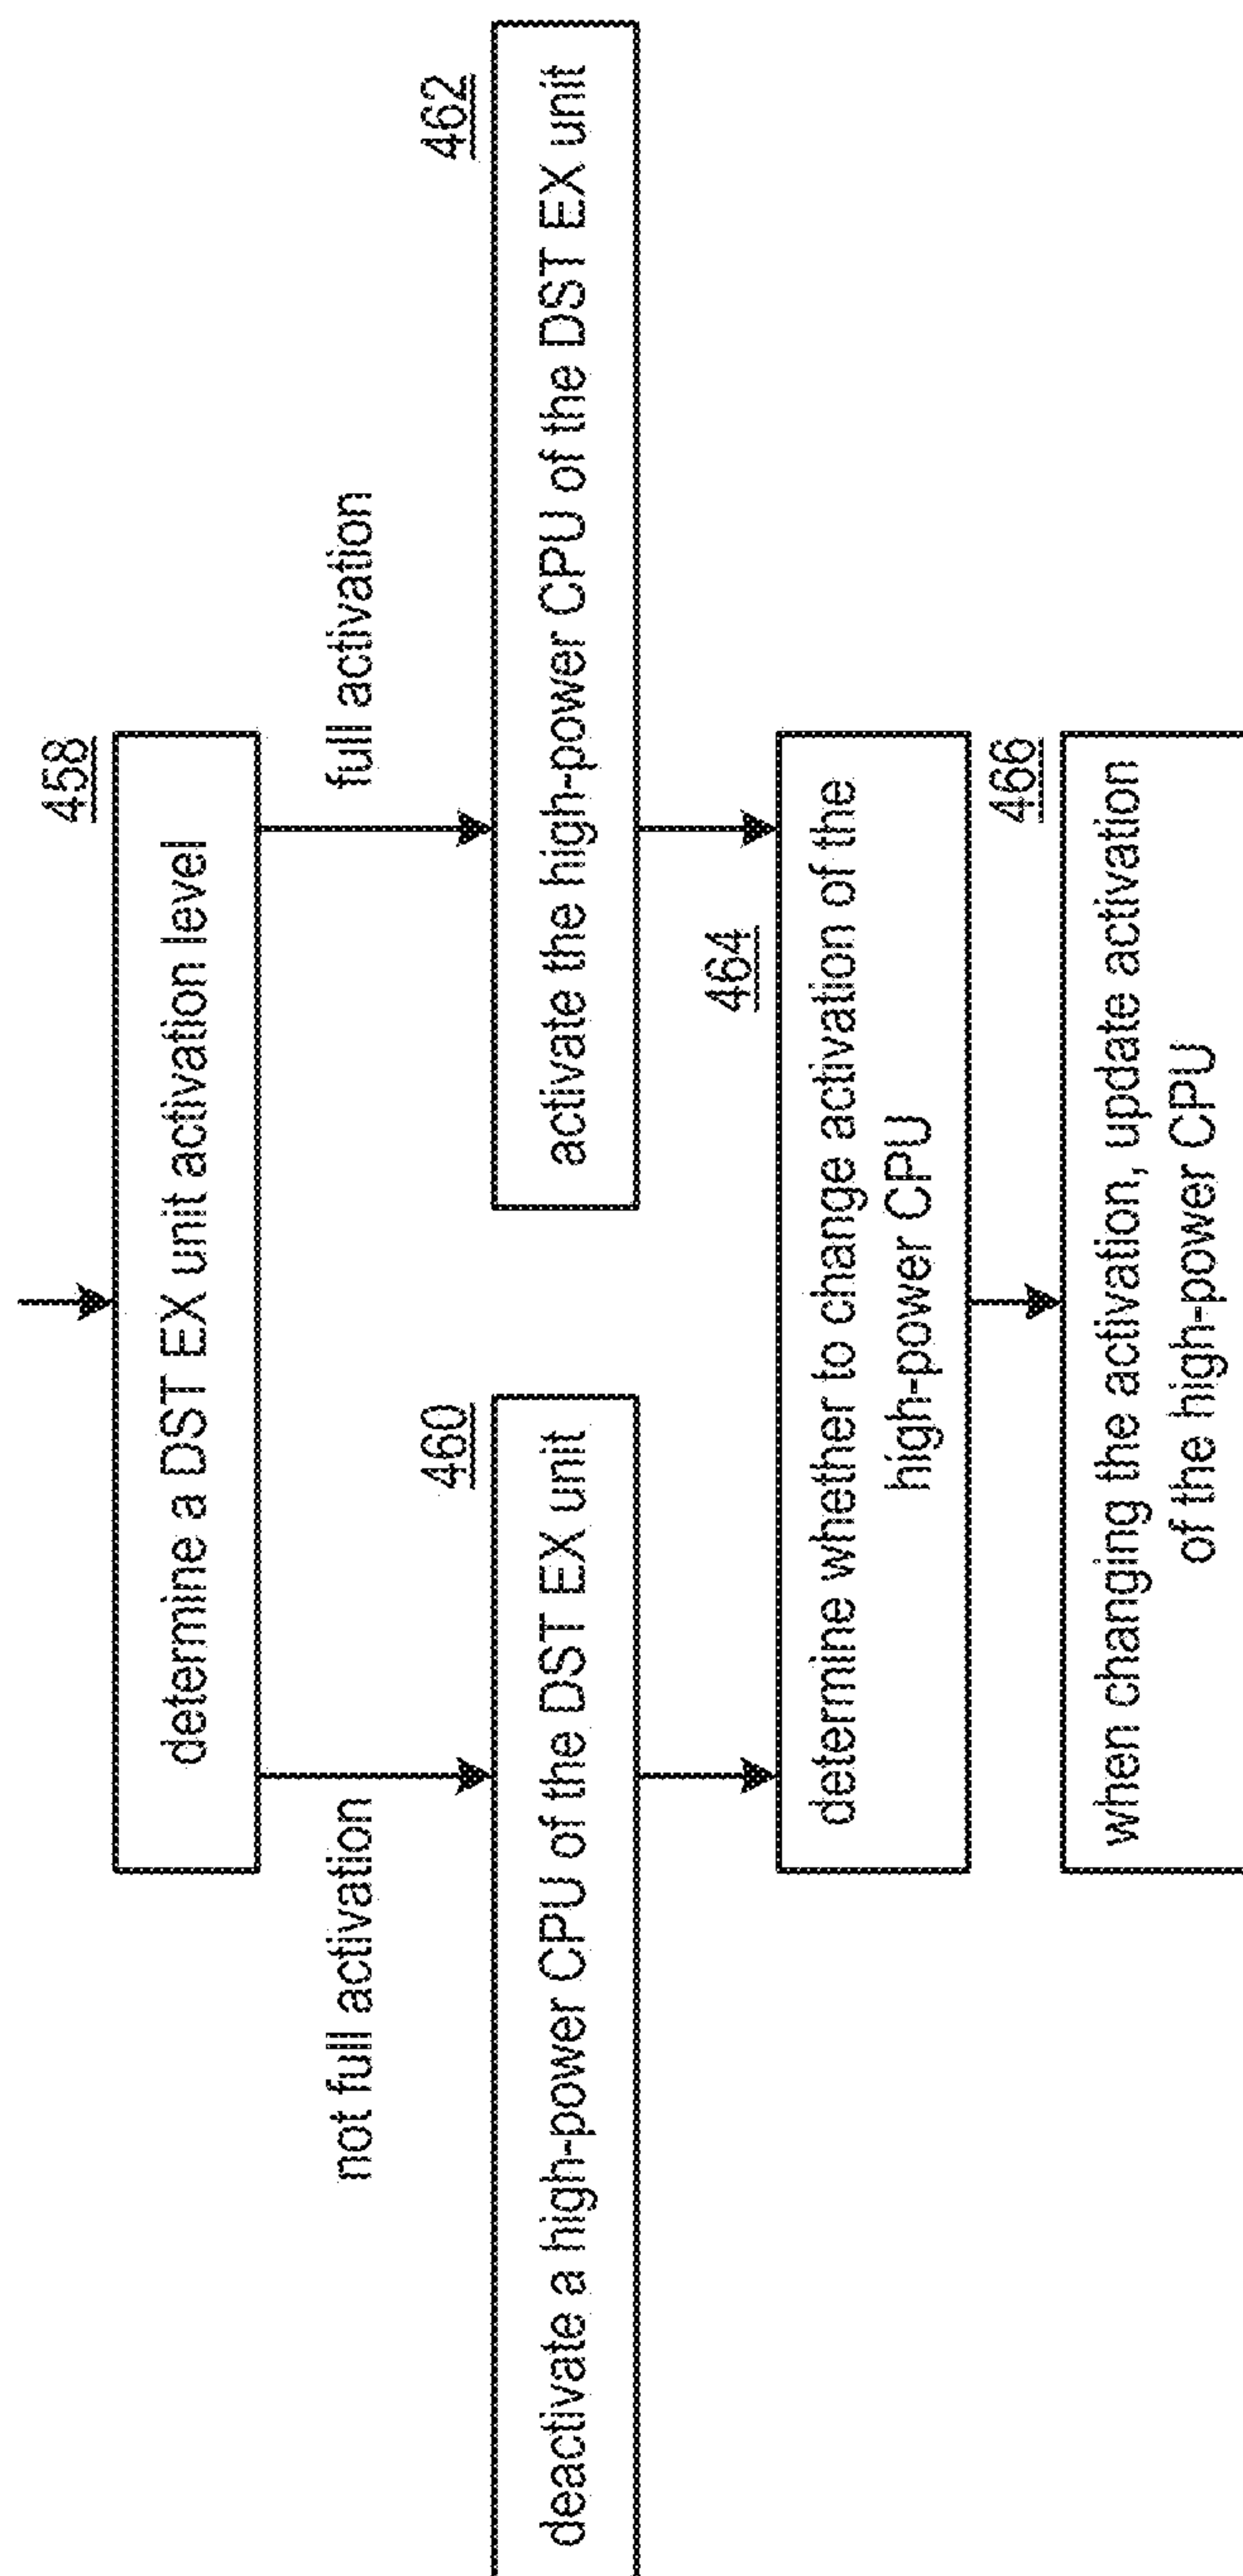 458
determine a DST EX unit activation level
not full activation
full activation
460
deactivate a high-power CPU of the DST EX unit
462
activate the high-power CPU of the DST EX unit
464
determine whether to change activation of the
high-power CPU
466
when changing the activation, update activation
of the high-power CPU